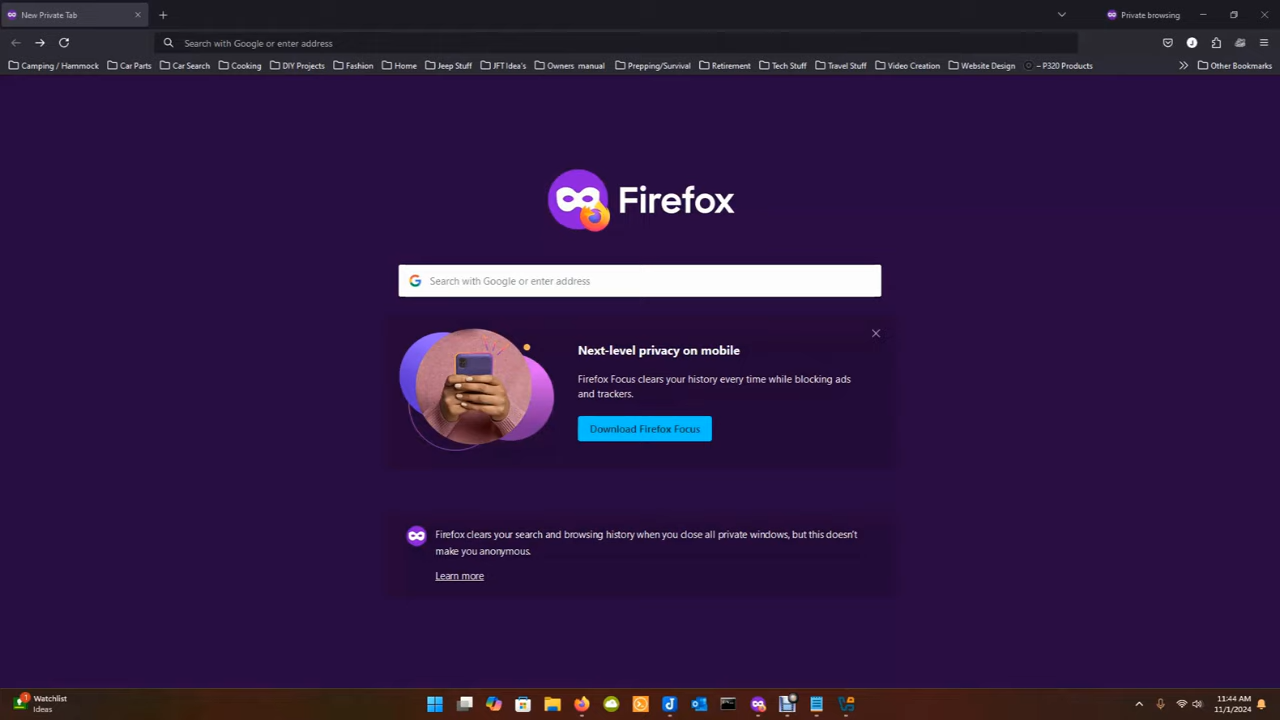 New Private Tab
Private browsing
Search with Google or enter address
Camping / Hammock Car Parts Car Search Cooking DIY Projects Fashion Home Jeep Stuff JFT Idea's Owners manual Prepping/Survival Retirement Tech Stuff Travel Stuff Video Creation Website Design – P320 Products Other Bookmarks
Firefox
Search with Google or enter address
Next-level privacy on mobile
Firefox Focus clears your history every time while blocking ads
and trackers.
Download Firefox Focus
Firefox clears your search and browsing history when you close all private windows, but this doesn't
make you anonymous.
Learn more
1
Watchlist
Ideas
11:44 AM
11/1/2024